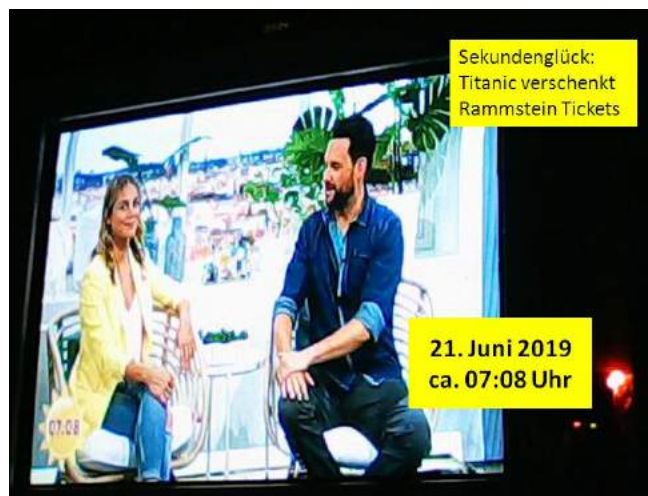 Sekundenglück:
Titanic verschenkt
Rammstein Tickets
21. Juni 2019
ca. 07:08 Uhr
07:08